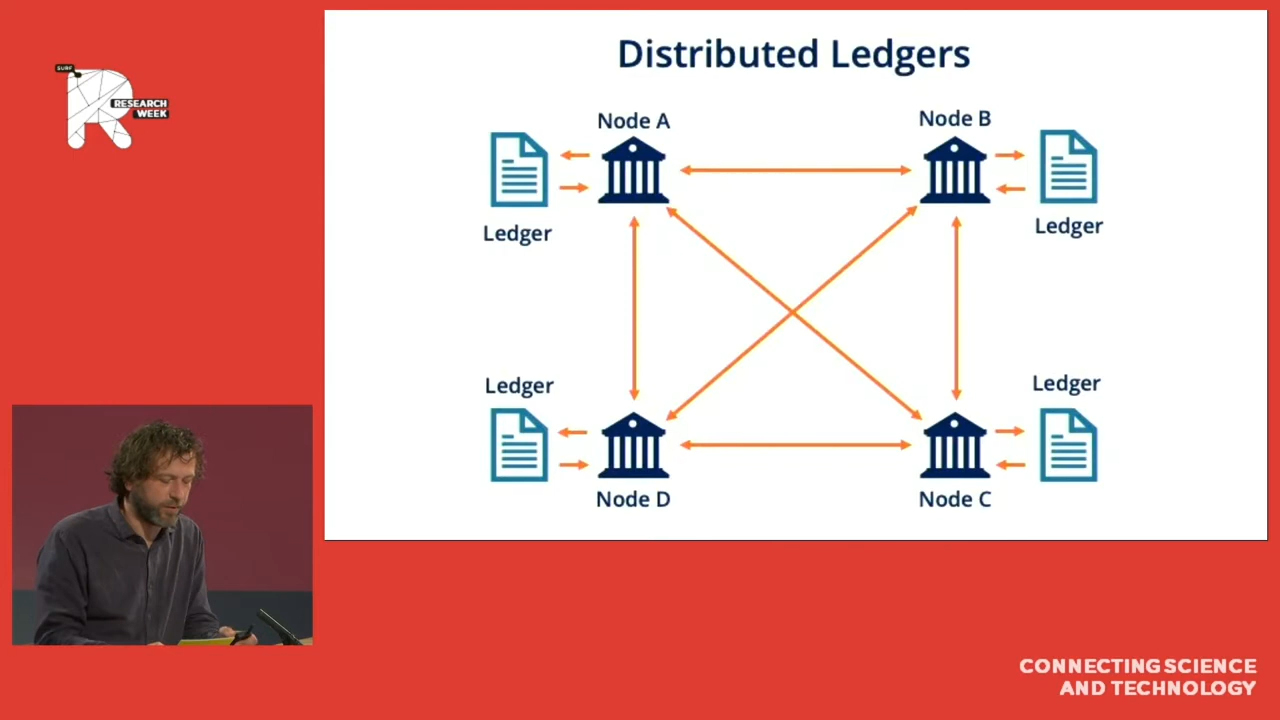 SURF
RESEARCH
WEEK
Distributed Ledgers
Node A
Node B
Ledger
Ledger
Ledger
Ledger
Node D
Node C
CONNECTING SCIENCE
AND TECHNOLOGY